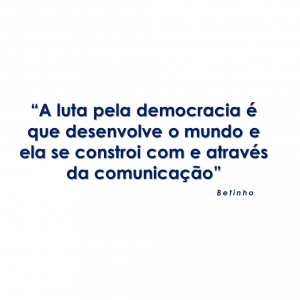 “A luta pela democracia é
que desenvolve o mundo e
ela se constroi com e através
da comunicação”
Betinho